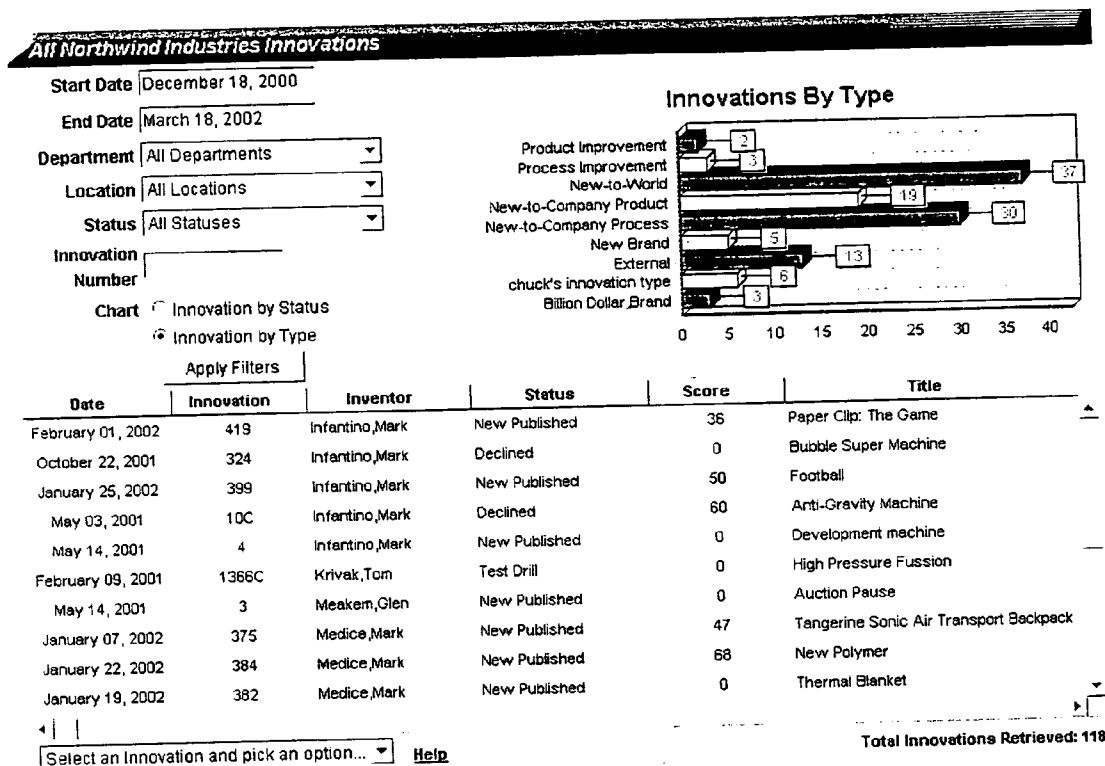 All Northwind Industries Innovations
Start Date December 18, 2000
End Date March 18, 2002
Department All Departments
Location All Locations
Status All Statuses
Innovation Number
Chart Innovation by Status
Innovation by Type
Apply Filters
Innovations By Type
Product Improvement 2
Process Improvement 3
New-to-World 37
New-to-Company Product 19
New-to-Company Process 30
New Brand 5
External 13
chuck's innovation type 6
Billion Dollar Brand 3
0 5 10 15 20 25 30 35 40
Date Innovation Inventor Status Score Title
February 01, 2002 419 Infantino,Mark New Published 36 Paper Clip: The Game
October 22, 2001 324 Infantino,Mark Declined 0 Bubble Super Machine
January 25, 2002 399 Infantino,Mark New Published 50 Football
May 03, 2001 10C Infantino,Mark Declined 60 Anti-Gravity Machine
May 14, 2001 4 Infantino,Mark New Published 0 Development machine
February 09, 2001 1366C Krivak,Tom Test Drill 0 High Pressure Fussion
May 14, 2001 3 Meakem,Glen New Published 0 Auction Pause
January 07, 2002 375 Medice,Mark New Published 47 Tangerine Sonic Air Transport Backpack
January 22, 2002 384 Medice,Mark New Published 68 New Polymer
January 19, 2002 382 Medice,Mark New Published 0 Thermal Blanket
Select an Innovation and pick an option... Help
Total Innovations Retrieved: 118